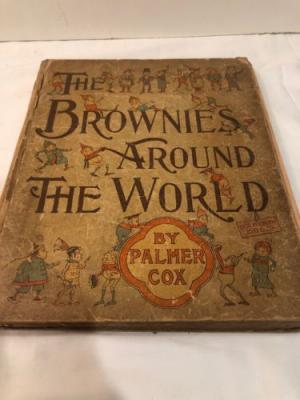 THE
BROWNIES
AROUND
THE WORLD
BY
PALMER
COX